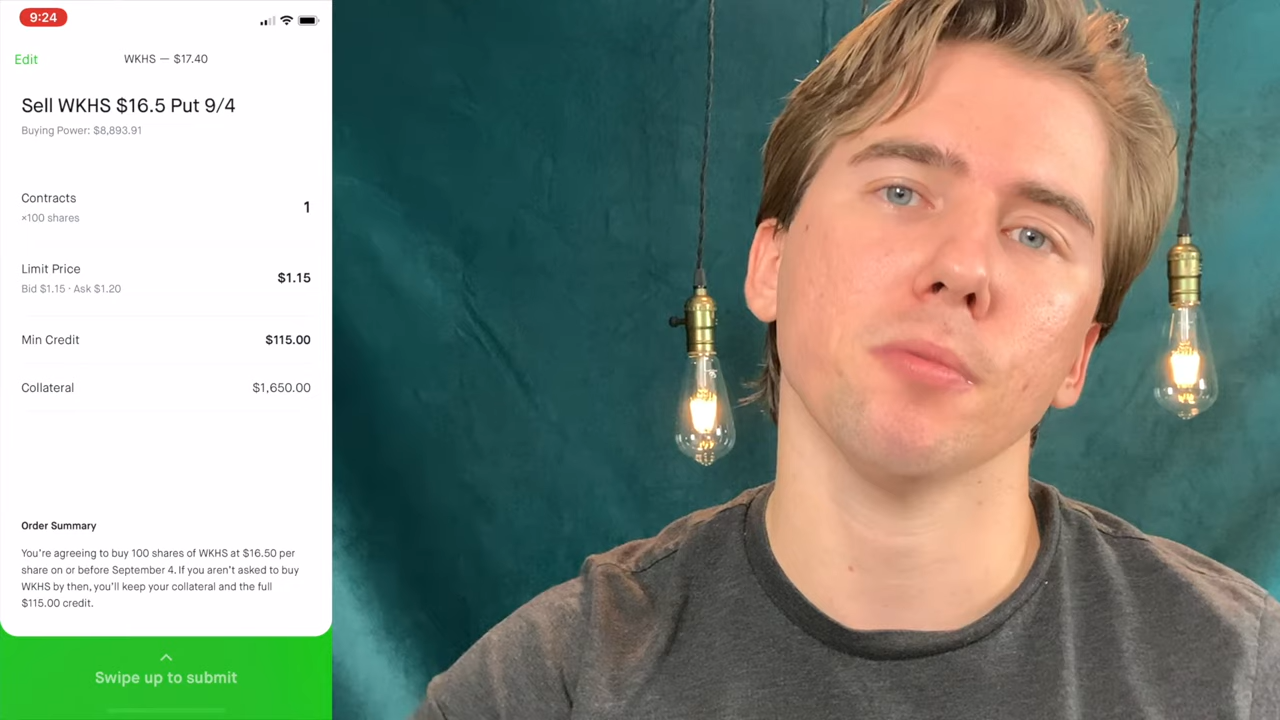 9:24
Edit
WKHS — $17.40
Sell WKHS $16.5 Put 9/4
Buying Power: $8,893.91
Contracts
×100 shares
1
Limit Price
Bid $1.15 · Ask $1.20
$1.15
Min Credit
$115.00
Collateral
$1,650.00
Order Summary
You're agreeing to buy 100 shares of WKHS at $16.50 per
share on or before September 4. If you aren't asked to buy
WKHS by then, you'll keep your collateral and the full
$115.00 credit.
Swipe up to submit